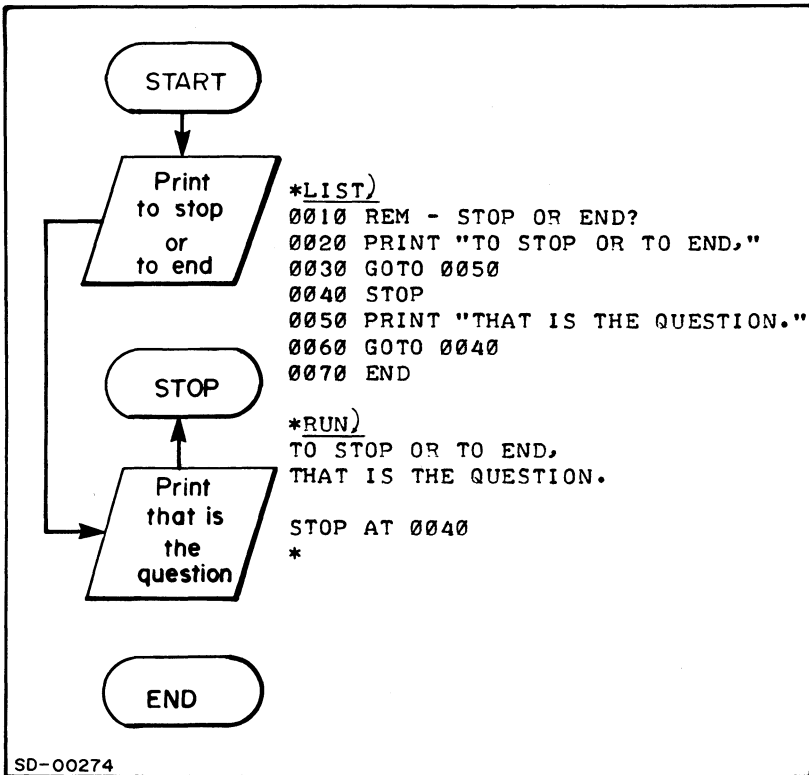 START
Print
to stop
or
to end
*LIST)
0010 REM - STOP OR END?
0020 PRINT "TO STOP OR TO END,"
0030 GOTO 0050
0040 STOP
0050 PRINT "THAT IS THE QUESTION."
0060 GOTO 0040
0070 END
STOP
*RUN)
TO STOP OR TO END,
THAT IS THE QUESTION.
STOP AT 0040
*
Print
that is
the
question
END
SD-00274